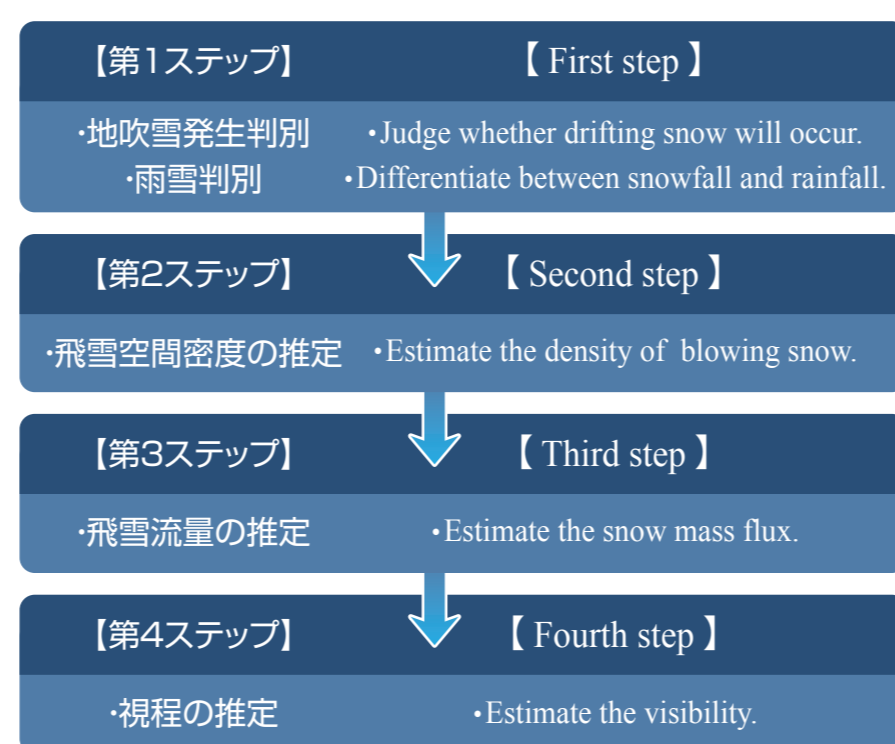 【第1ステップ】 【 First step 】
・地吹雪発生判別 ・Judge whether drifting snow will occur.
・雨雪判別 ・Differentiate between snowfall and rainfall.
【第2ステップ】 【 Second step 】
・飛雪空間密度の推定 ・Estimate the density of blowing snow.
【第3ステップ】 【 Third step 】
・飛雪流量の推定 ・Estimate the snow mass flux.
【第4ステップ】 【 Fourth step 】
・視程の推定 ・Estimate the visibility.